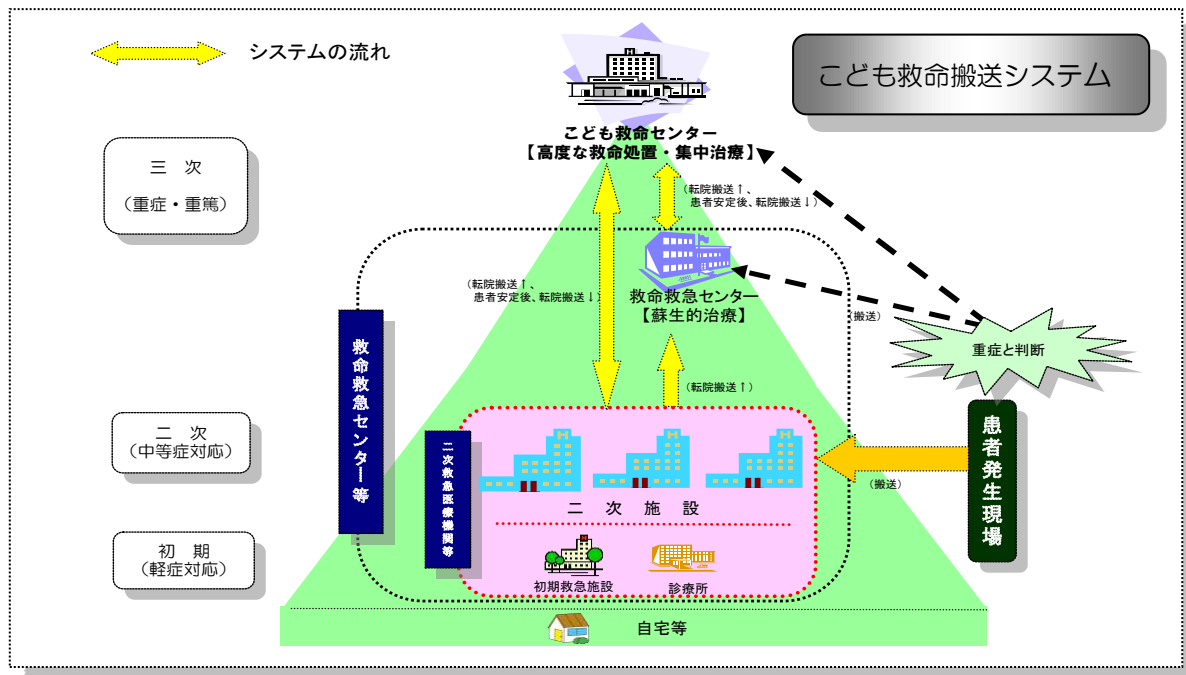 システムの流れ
こども救命搬送システム
こども救命センター
【高度な救命処置・集中治療】
三 次
(重症・重篤)
(転院搬送↑、
患者安定後、転院搬送↓)
(転院搬送↑、
患者安定後、転院搬送↓)
救命救急センター
【蘇生的治療】
(搬送)
重症と判断
救命救急センター等
(転院搬送↑)
二 次
(中等症対応)
患者発生現場
二次救急医療機関等
(搬送)
二 次 施 設
初 期
(軽症対応)
初期救急施設
診療所
自宅等